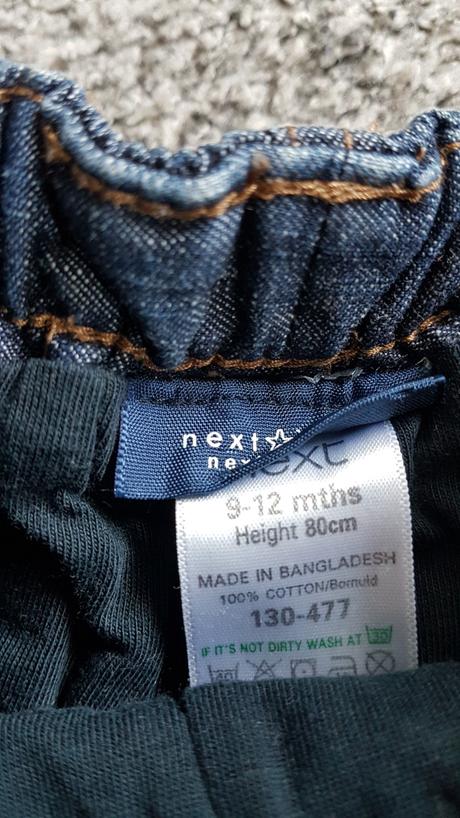 next
ne
next
9-12 mths
Height 80cm
MADE IN BANGLADESH
100% COTTON/Bomuld
130-477
IF IT'S NOT DIRTY WASH AT 30
40